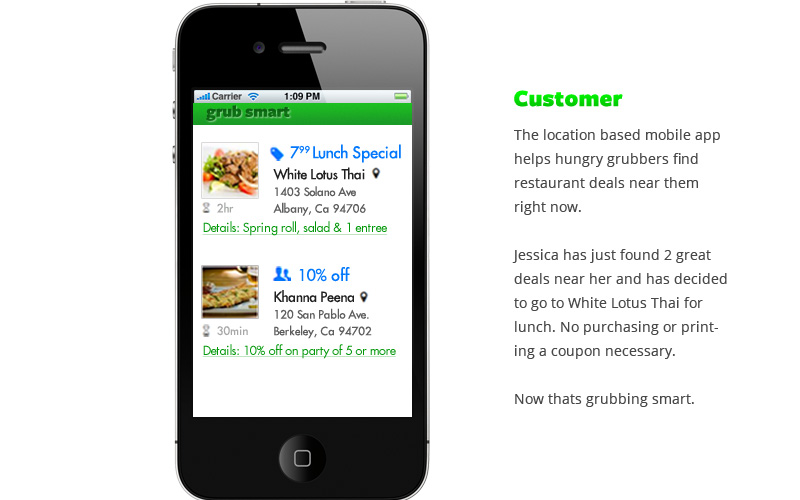 Carrier 1:09 PM
grub smart
7⁹⁹ Lunch Special
White Lotus Thai
1403 Solano Ave
Albany, Ca 94706
2hr
Details: Spring roll, salad & 1 entree
10% off
Khanna Peena
120 San Pablo Ave.
Berkeley, Ca 94702
30min
Details: 10% off on party of 5 or more
Customer
The location based mobile app
helps hungry grubbers find
restaurant deals near them
right now.
Jessica has just found 2 great
deals near her and has decided
to go to White Lotus Thai for
lunch. No purchasing or print-
ing a coupon necessary.
Now thats grubbing smart.